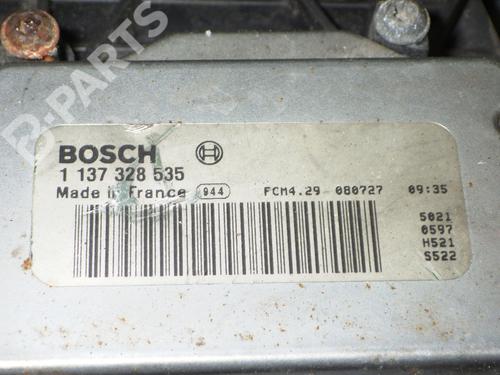 B-PARTS
BOSCH
1 137 328 535
Made in France 944 FCM4.29 080727 09:35
5021
0597
H521
S522